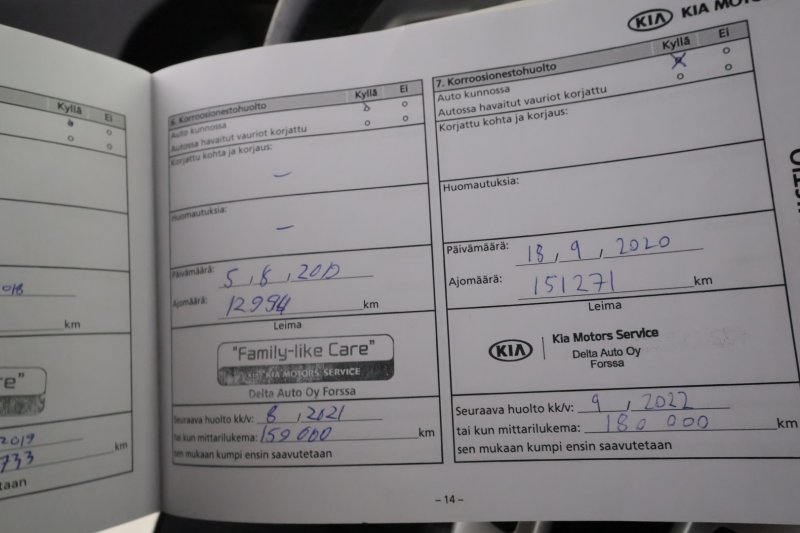 KIA KIA MOTO
Kyllä Ei
2018
km
re"
2019
733
taan
6. Korroosionestohuolto Kyllä Ei
Auto kunnossa
Autossa havaitut vauriot korjattu
Korjattu kohta ja korjaus:
–
Huomautuksia:
–
Päivämäärä:
Ajomäärä: km
Leima
"Family-like Care"
KIA MOTORS SERVICE
Delta Auto Oy Forssa
Seuraava huolto kk/v: 8, 2021
tai kun mittarilukema: 159 000 km
sen mukaan kumpi ensin saavutetaan
7. Korroosionestohuolto Kyllä Ei
Auto kunnossa x
Autossa havaitut vauriot korjattu
Korjattu kohta ja korjaus:
Huomautuksia:
Päivämäärä: 18, 9, 2020
Ajomäärä: 151271 km
Leima
KIA Kia Motors Service
Delta Auto Oy
Forssa
Seuraava huolto kk/v: 9, 2022
tai kun mittarilukema: 180 000 km
sen mukaan kumpi ensin saavutetaan
– 14 –